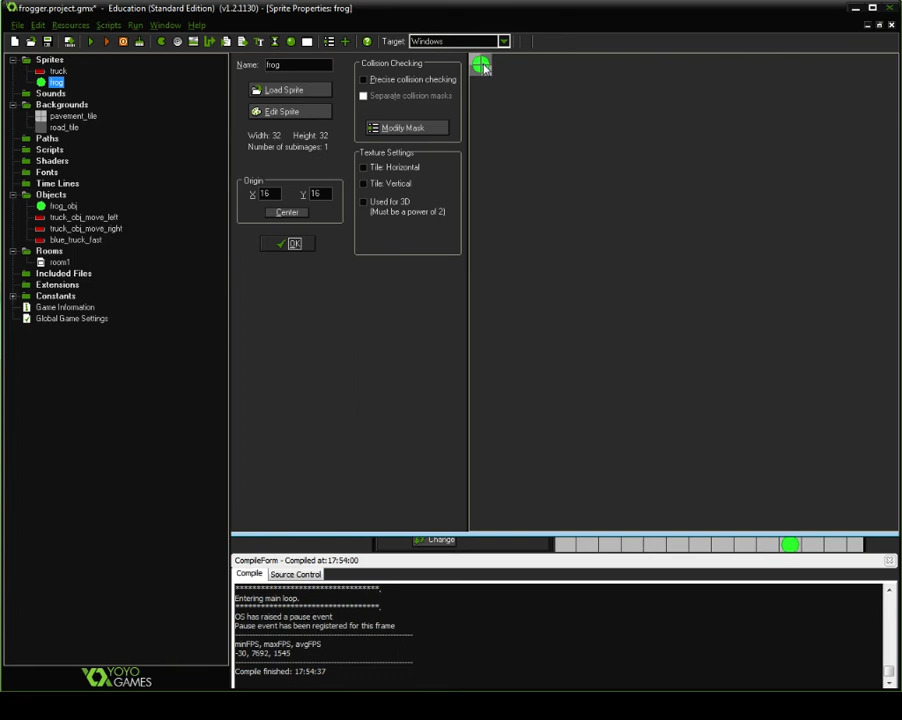 frogger.project.gmx* - Education (Standard Edition) (v1.2.1130) - [Sprite Properties: frog]
File Edit Resources Scripts Run Window Help
Target: Windows
Sprites
truck
frog
Sounds
Backgrounds
pavement_tile
road_tile
Paths
Scripts
Shaders
Fonts
Time Lines
Objects
frog_obj
truck_obj_move_left
truck_obj_move_right
blue_truck_fast
Rooms
room1
Included Files
Extensions
Constants
Game Information
Global Game Settings
YOYO
GAMES
Name: frog
Load Sprite
Edit Sprite
Width: 32 Height: 32
Number of subimages: 1
Origin
X 16 Y 16
Center
OK
Collision Checking
Precise collision checking
Separate collision masks
Modify Mask
Texture Settings
Tile: Horizontal
Tile: Vertical
Used for 3D
(Must be a power of 2)
Change
CompileForm - Compiled at:17:54:00
Compile Source Control
***********************************.
Entering main loop.
***********************************.
OS has raised a pause event
Pause event has been registered for this frame
-------------------------------------------
minFPS, maxFPS, avgFPS
-30, 7692, 1545
-------------------------------------------
Compile finished: 17:54:37